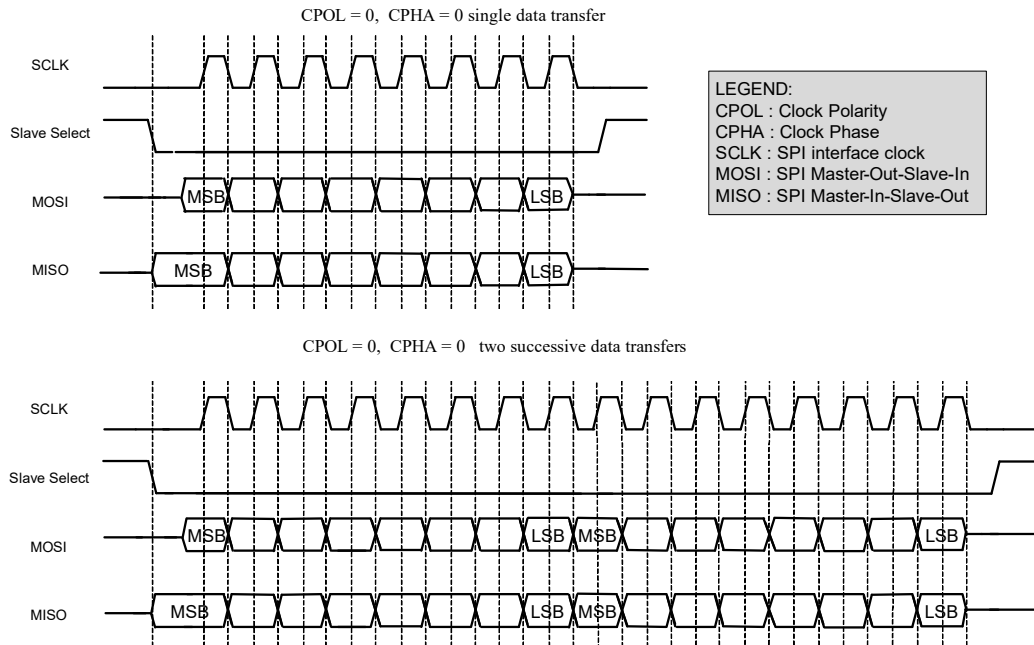 CPOL = 0, CPHA = 0 single data transfer
SCLK
Slave Select
MOSI
MSB
LSB
MISO
MSB
LSB
LEGEND:
CPOL : Clock Polarity
CPHA : Clock Phase
SCLK : SPI interface clock
MOSI : SPI Master-Out-Slave-In
MISO : SPI Master-In-Slave-Out
CPOL = 0, CPHA = 0 two successive data transfers
SCLK
Slave Select
MOSI
MSB
LSB
MSB
LSB
MISO
MSB
LSB
MSB
LSB